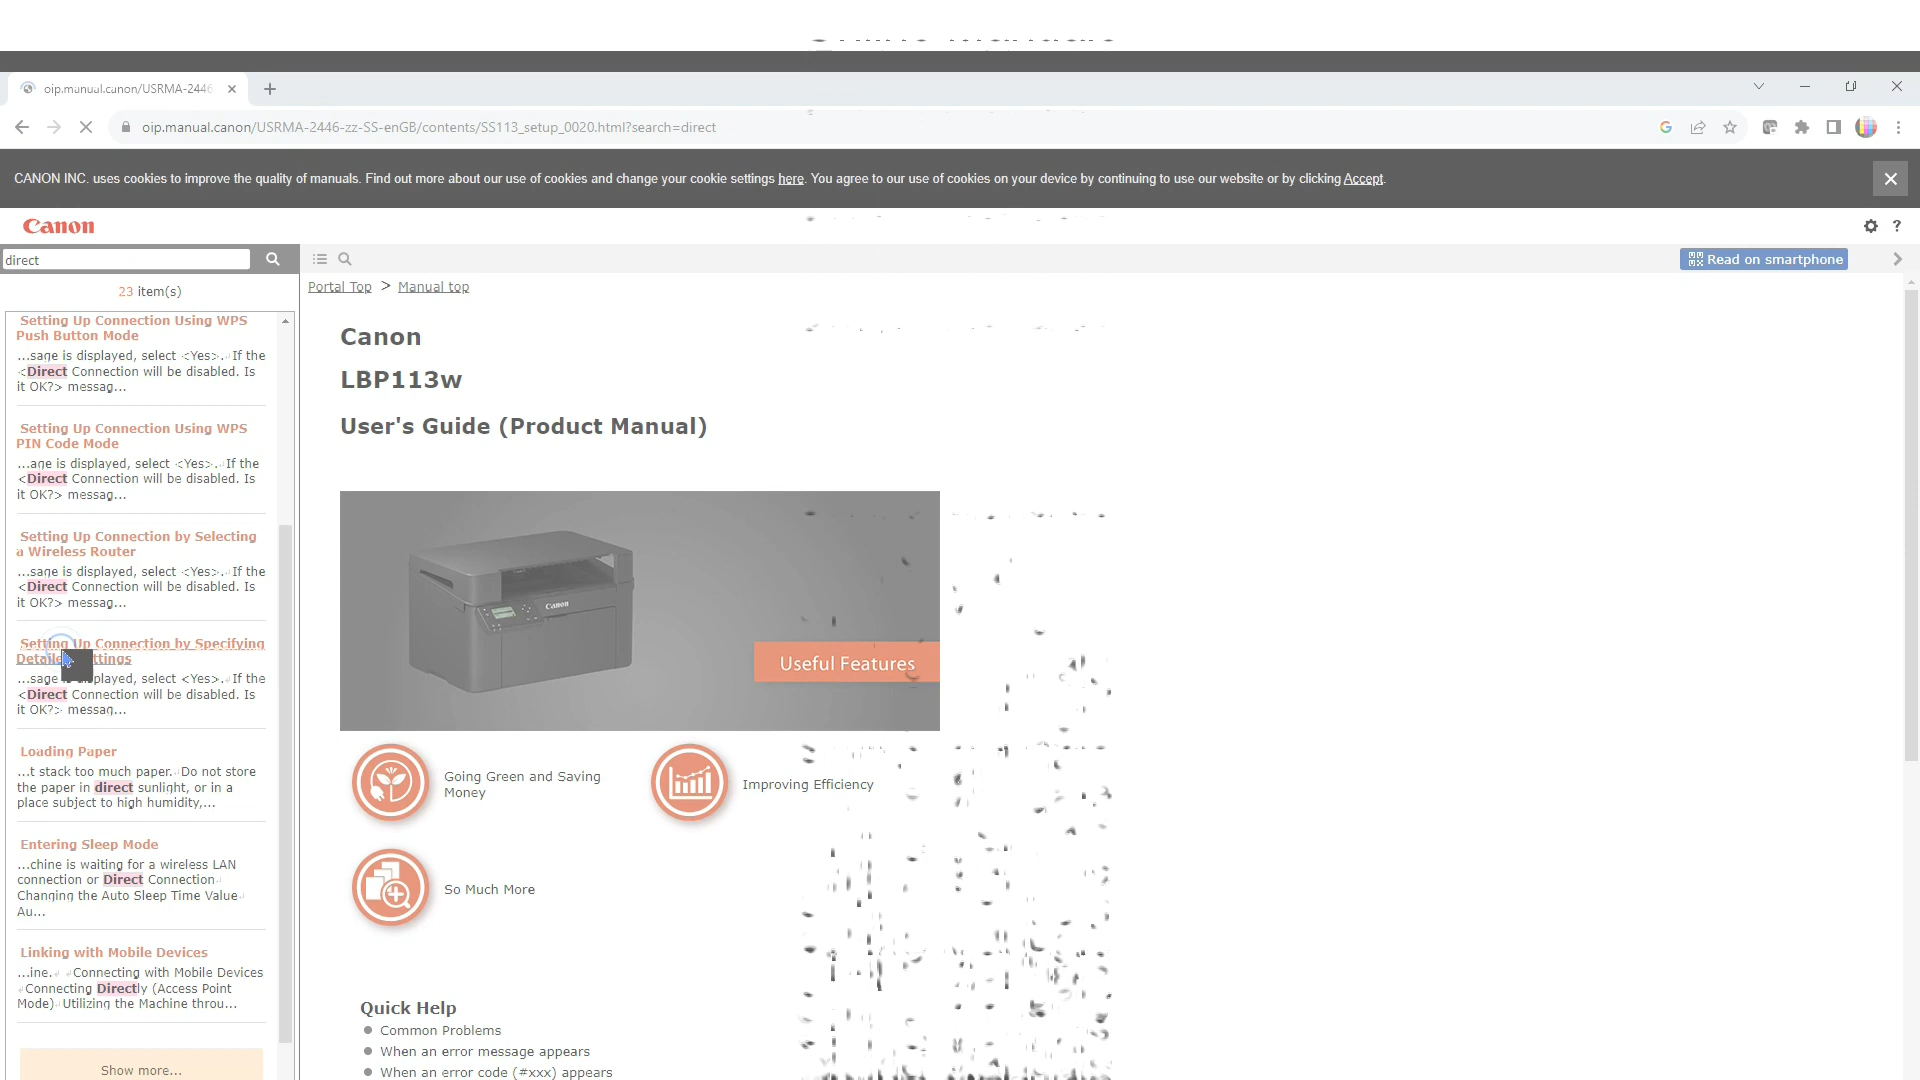 oip.manual.canon/USRMA-2446
oip.manual.canon/USRMA-2446-zz-SS-enGB/contents/SS113_setup_0020.html?search=direct
CANON INC. uses cookies to improve the quality of manuals. Find out more about our use of cookies and change your cookie settings here. You agree to our use of cookies on your device by continuing to use our website or by clicking Accept.
Canon
?
direct
Read on smartphone
23 item(s)
Portal Top > Manual top
Setting Up Connection Using WPS
Push Button Mode
...sage is displayed, select <Yes>. If the
<Direct Connection will be disabled. Is
it OK?> messag...
Setting Up Connection Using WPS
PIN Code Mode
...age is displayed, select <Yes>. If the
<Direct Connection will be disabled. Is
it OK?> messag...
Setting Up Connection by Selecting
a Wireless Router
...sage is displayed, select <Yes>. If the
<Direct Connection will be disabled. Is
it OK?> messag...
Setting Up Connection by Specifying
...sage is displayed, select <Yes>. If the
<Direct Connection will be disabled. Is
it OK?> messag...
Loading Paper
...t stack too much paper. Do not store
the paper in direct sunlight, or in a
place subject to high humidity,...
Entering Sleep Mode
...chine is waiting for a wireless LAN
connection or Direct Connection
Changing the Auto Sleep Time Value
Au...
Linking with Mobile Devices
...ine. Connecting with Mobile Devices
Connecting Directly (Access Point
Mode) Utilizing the Machine throu...
Show more...
Canon
LBP113w
User's Guide (Product Manual)
Canon
Useful Features
Going Green and Saving
Money
Improving Efficiency
So Much More
Quick Help
Common Problems
When an error message appears
When an error code (#xxx) appears